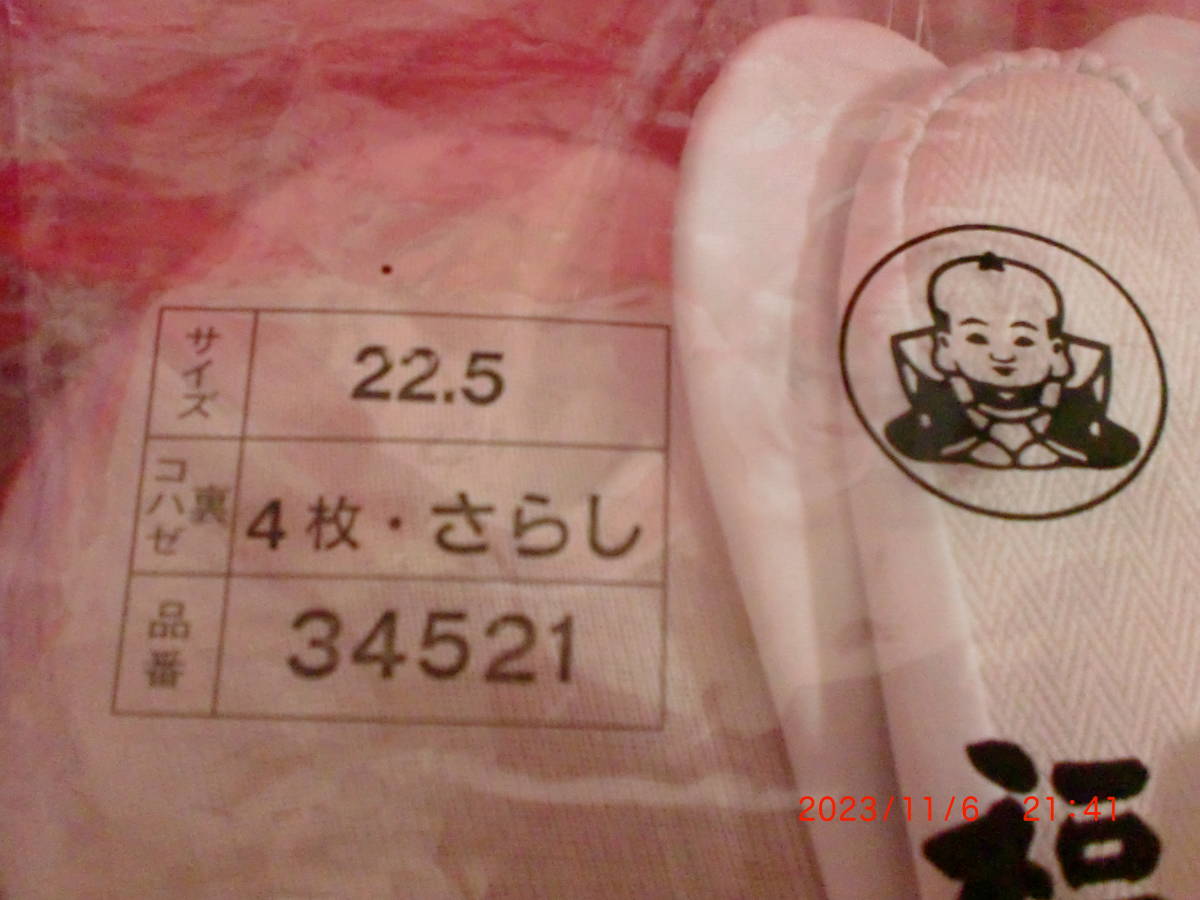 サイズ 22.5
コハゼ 裏 4枚・さらし
品番 34521
福
2023/11/6 21:41